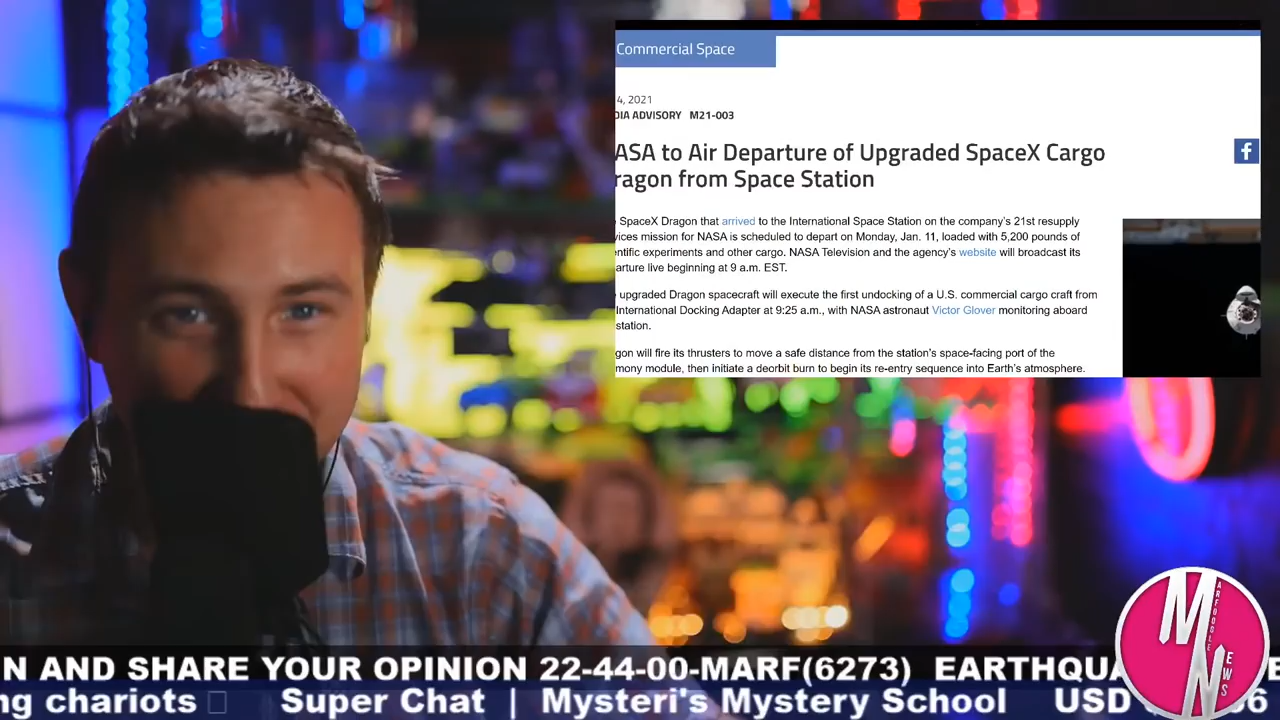 Commercial Space
4, 2021
DIA ADVISORY M21-003
ASA to Air Departure of Upgraded SpaceX Cargo
ragon from Space Station
SpaceX Dragon that arrived to the International Space Station on the company's 21st resupply
vices mission for NASA is scheduled to depart on Monday, Jan. 11, loaded with 5,200 pounds of
entific experiments and other cargo. NASA Television and the agency's website will broadcast its
arture live beginning at 9 a.m. EST.
upgraded Dragon spacecraft will execute the first undocking of a U.S. commercial cargo craft from
International Docking Adapter at 9:25 a.m., with NASA astronaut Victor Glover monitoring aboard
station.
gon will fire its thrusters to move a safe distance from the station's space-facing port of the
mony module, then initiate a deorbit burn to begin its re-entry sequence into Earth's atmosphere.
f
MARFOOGLE NEWS
N AND SHARE YOUR OPINION 22-44-00-MARF(6273) EARTHQUA
ng chariots Super Chat | Mysteri's Mystery School USD